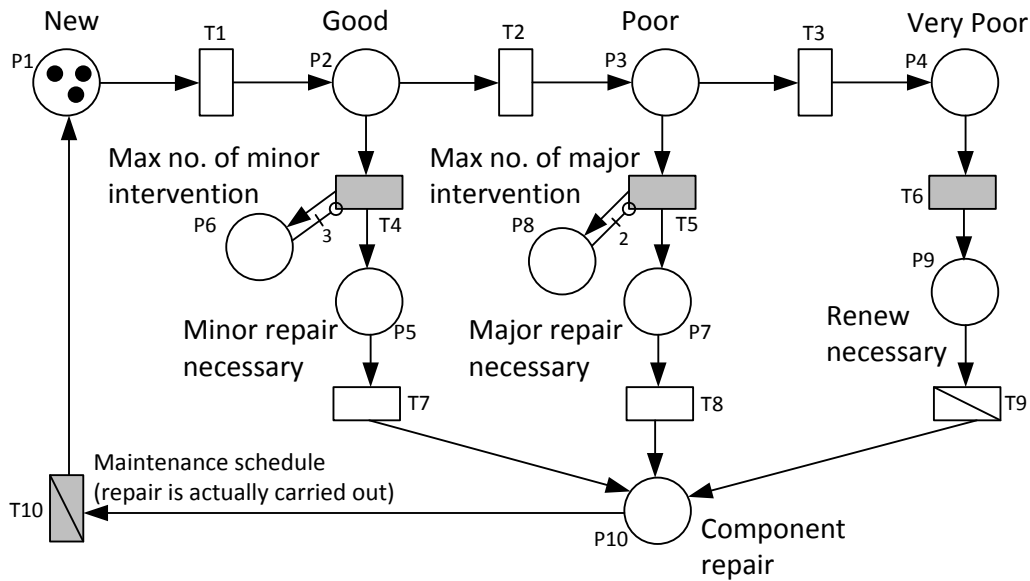 New
Good
Poor
Very Poor
P1
T1
P2
T2
P3
T3
P4
Max no. of minor
intervention
Max no. of major
intervention
P6
3
T4
P8
2
T5
T6
P9
Minor repair
necessary
P5
Major repair
necessary
P7
Renew
necessary
T7
T8
T9
Maintenance schedule
(repair is actually carried out)
T10
P10
Component
repair